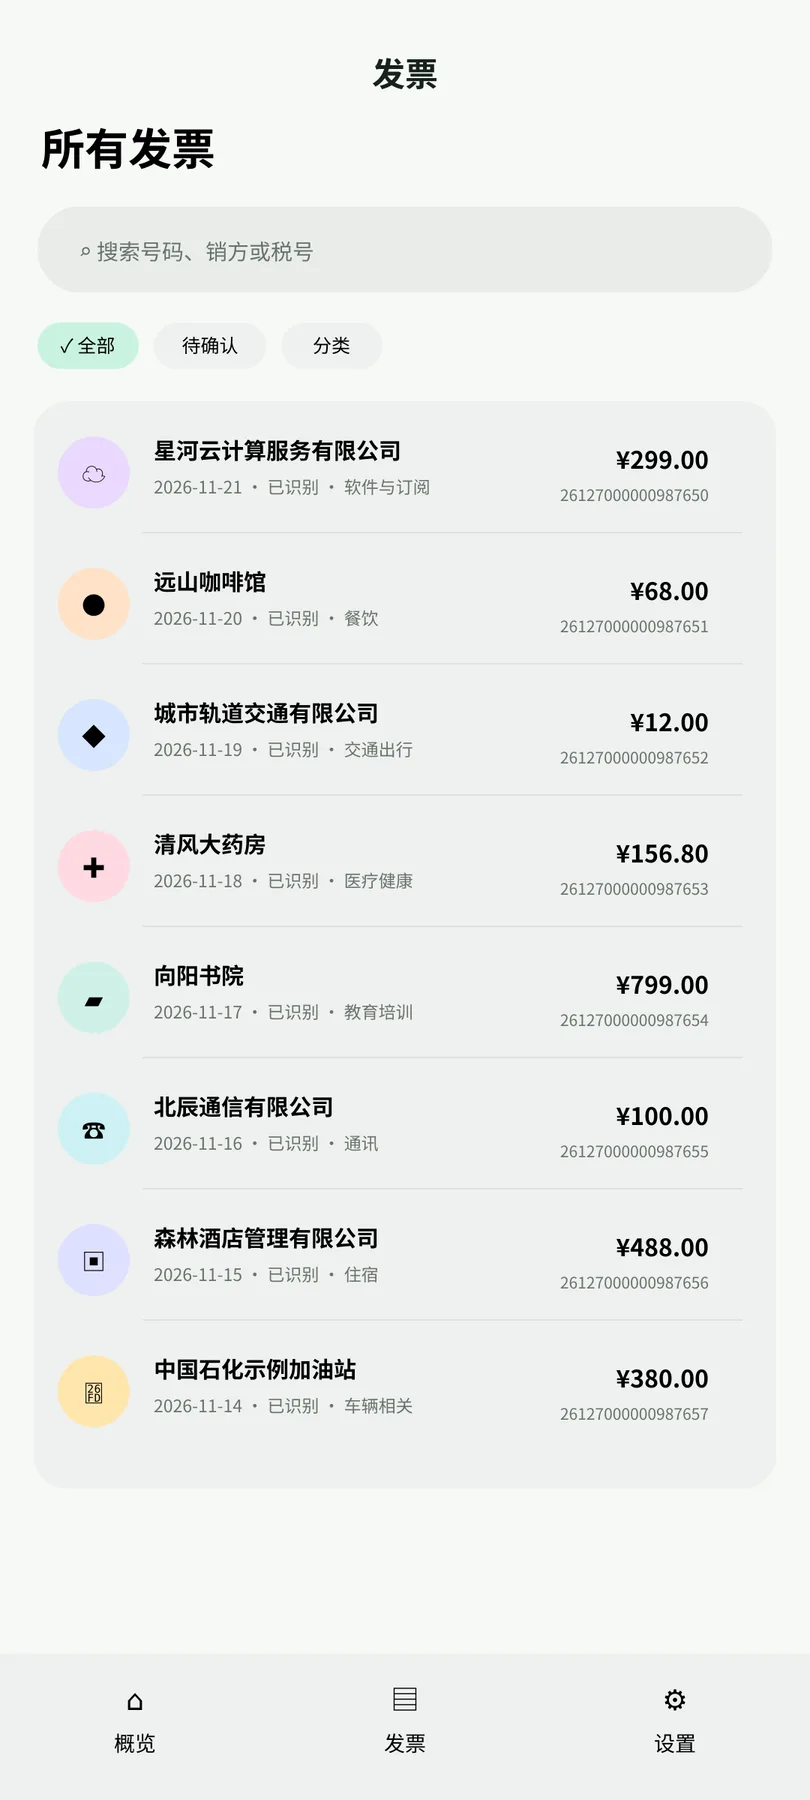 发票
所有发票
搜索号码、销方或税号
✓ 全部
待确认
分类
星河云计算服务有限公司
¥299.00
2026-11-21 • 已识别 • 软件与订阅
26127000000987650
远山咖啡馆
¥68.00
2026-11-20 • 已识别 • 餐饮
26127000000987651
城市轨道交通有限公司
¥12.00
2026-11-19 • 已识别 • 交通出行
26127000000987652
清风大药房
¥156.80
2026-11-18 • 已识别 • 医疗健康
26127000000987653
向阳书院
¥799.00
2026-11-17 • 已识别 • 教育培训
26127000000987654
北辰通信有限公司
¥100.00
2026-11-16 • 已识别 • 通讯
26127000000987655
森林酒店管理有限公司
¥488.00
2026-11-15 • 已识别 • 住宿
26127000000987656
中国石化示例加油站
¥380.00
26FD
2026-11-14 • 已识别 • 车辆相关
26127000000987657
概览
发票
设置